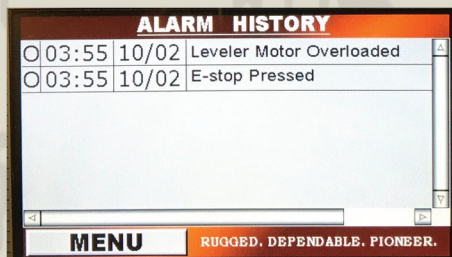 ALARM HISTORY
O 03:55 10/02 Leveler Motor Overloaded
O 03:55 10/02 E-stop Pressed
MENU RUGGED. DEPENDABLE. PIONEER.